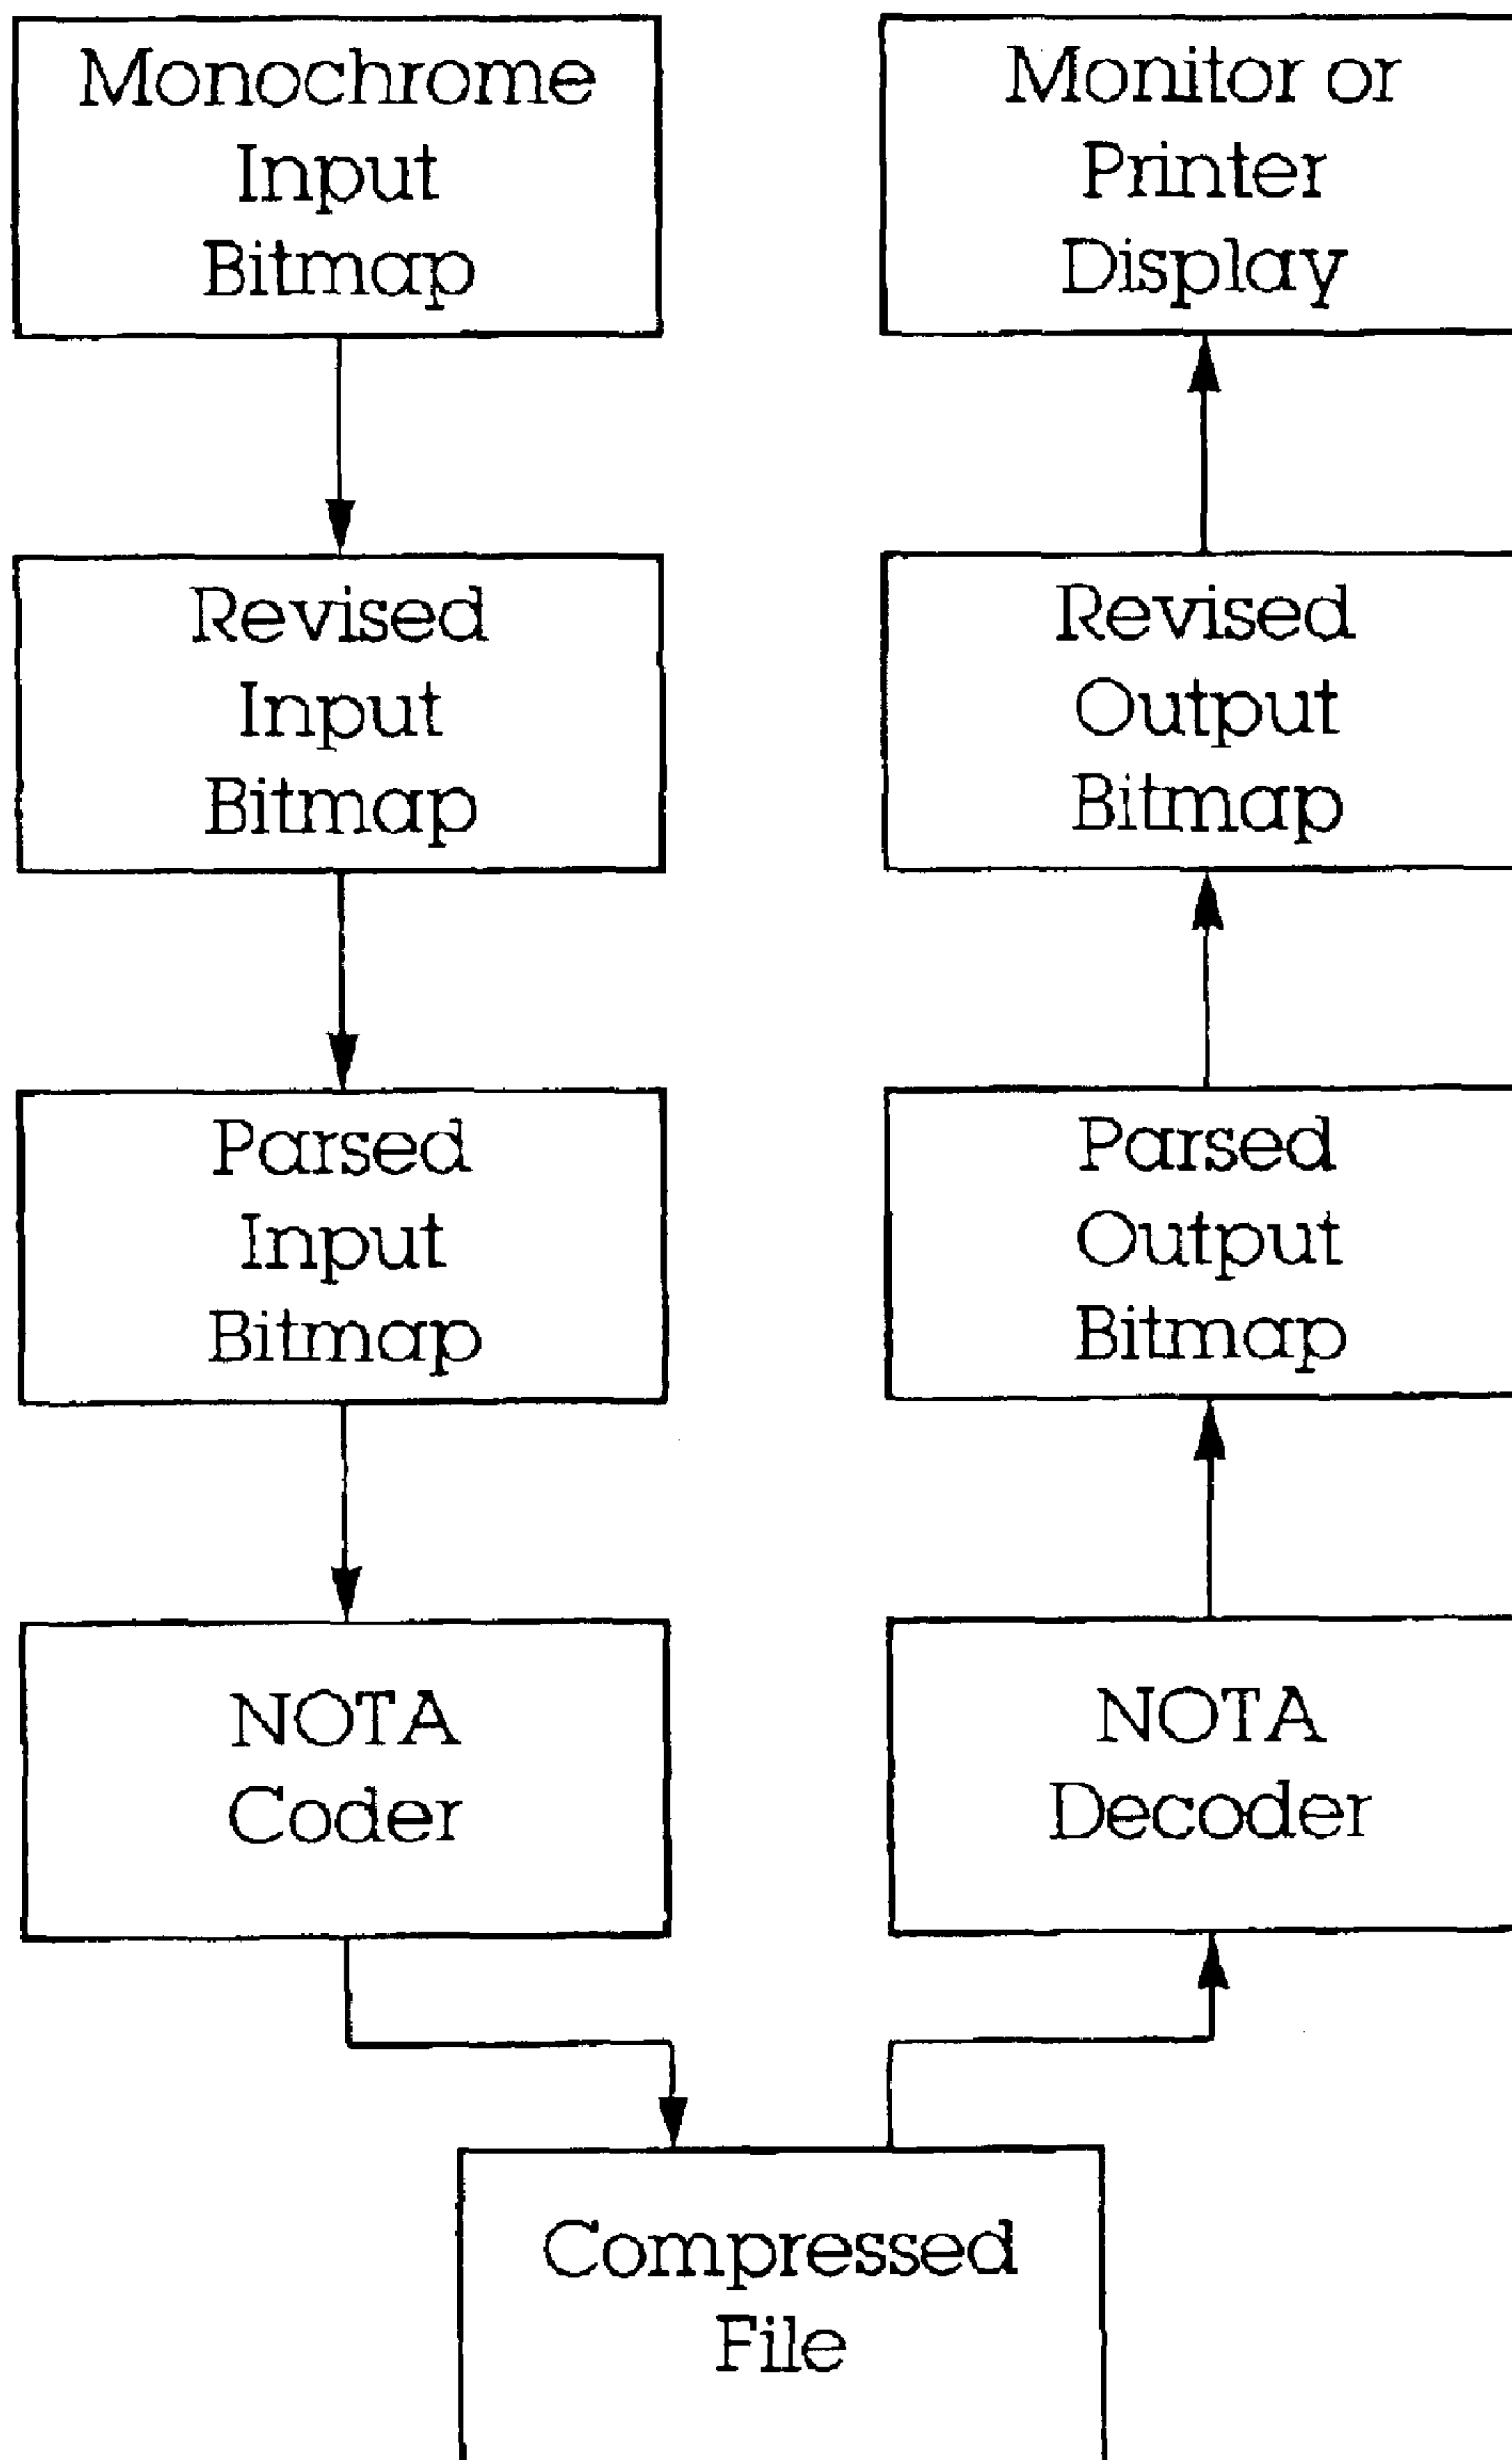 Monochrome
Input
Bitmap
Revised
Input
Bitmap
Parsed
Input
Bitmap
NOTA
Coder
Compressed
File
NOTA
Decoder
Parsed
Output
Bitmap
Revised
Output
Bitmap
Monitor or
Printer
Display